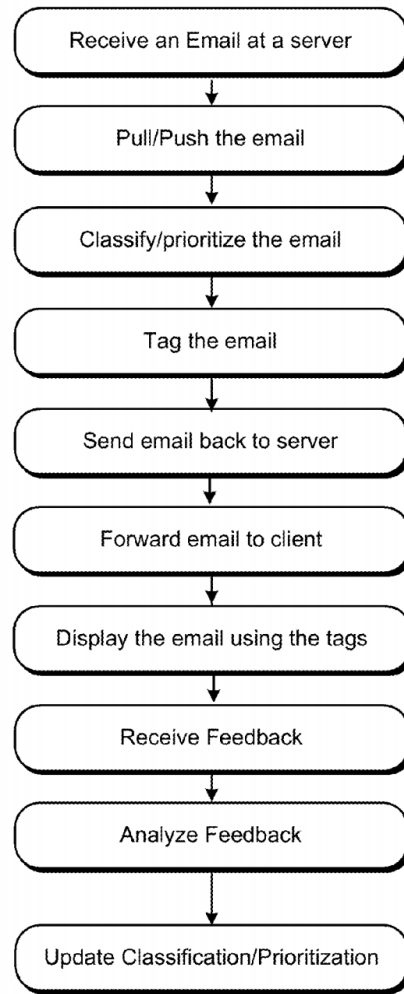 Receive an Email at a server
Pull/Push the email
Classify/prioritize the email
Tag the email
Send email back to server
Forward email to client
Display the email using the tags
Receive Feedback
Analyze Feedback
Update Classification/Prioritization